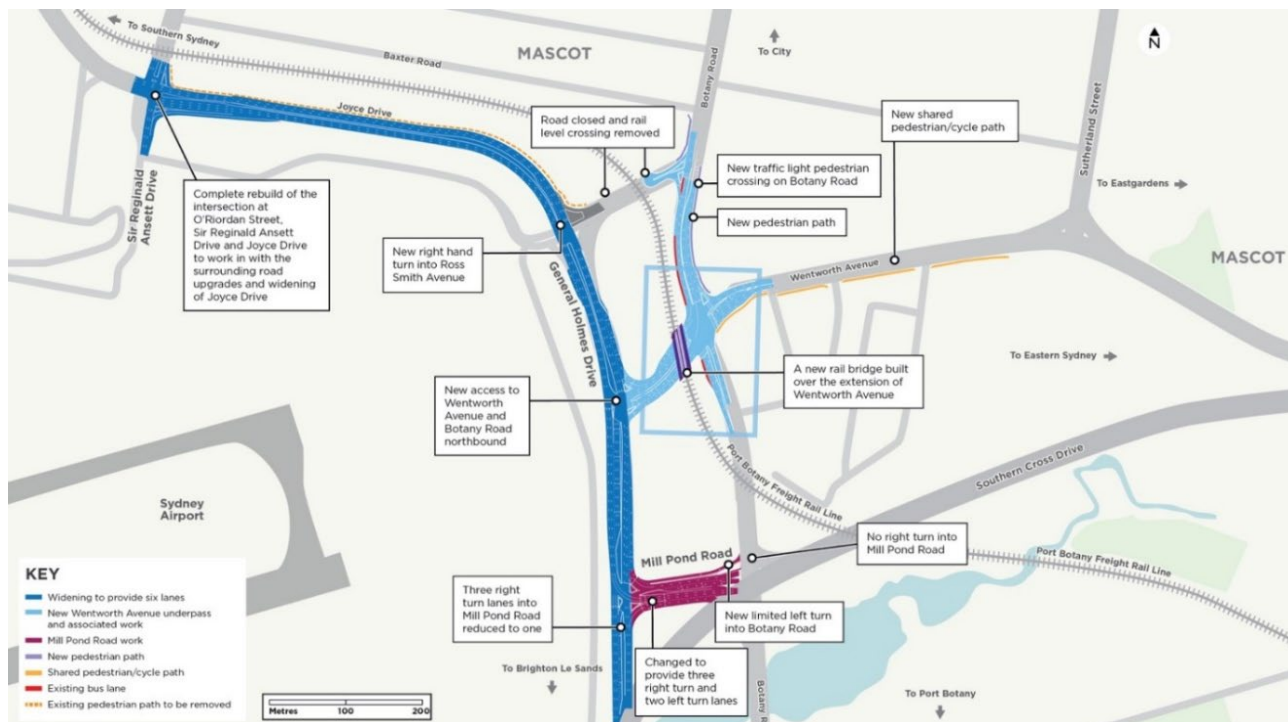 To Southern Sydney
MASCOT
To City
N
Baxter Road
Botany Road
Sutherland Street
Joyce Drive
Road closed and rail
level crossing removed
New shared
pedestrian/cycle path
New traffic light pedestrian
crossing on Botany Road
To Eastgardens
Sir Reginald
Ansett Drive
Complete rebuild of the
intersection at
O'Riordan Street,
Sir Reginald Ansett
Drive and Joyce Drive
to work in with the
surrounding road
upgrades and widening
of Joyce Drive
New pedestrian path
New right hand
turn into Ross
Smith Avenue
General Holmes Drive
Wentworth Avenue
MASCOT
To Eastern Sydney
A new rail bridge built
over the extension of
Wentworth Avenue
New access to
Wentworth
Avenue and
Botany Road
northbound
Southern Cross Drive
Port Botany Freight Rail Line
Sydney
Airport
No right turn into
Mill Pond Road
Mill Pond Road
Port Botany Freight Rail Line
KEY
Widening to provide six lanes
New Wentworth Avenue underpass
and associated work
Mill Pond Road work
New pedestrian path
Shared pedestrian/cycle path
Existing bus lane
Existing pedestrian path to be removed
Three right
turn lanes into
Mill Pond Road
reduced to one
New limited left turn
into Botany Road
Changed to
provide three
right turn and
two left turn lanes
To Brighton Le Sands
Botany R
To Port Botany
Metres 100 200